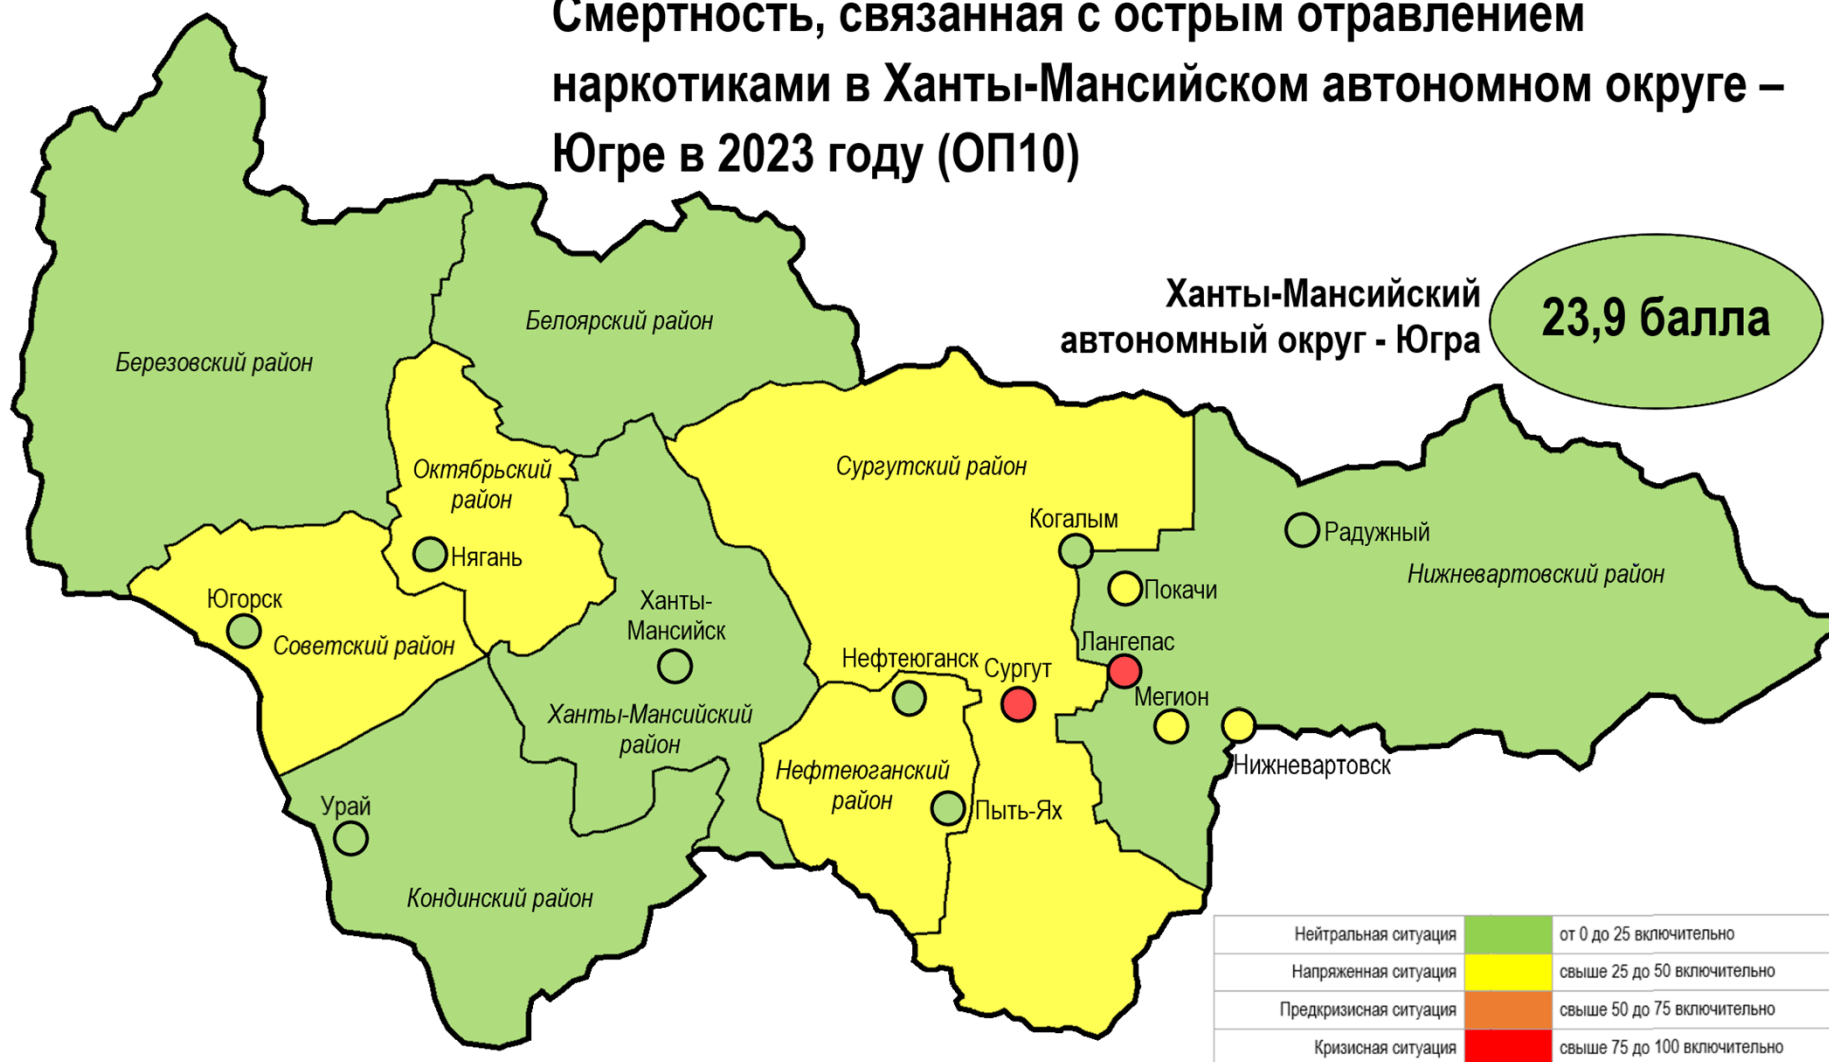 Смертность, связанная с острым отравлением
наркотиками в Ханты-Мансийском автономном округе –
Югре в 2023 году (ОП10)
Ханты-Мансийский
автономный округ - Югра
23,9 балла
Белоярский район
Березовский район
Октябрьский
район
Сургутский район
Когалым
Радужный
Нижневартовский район
Нягань
Покачи
Югорск
Советский район
Ханты-
Мансийск
Лангепас
Нефтеюганск
Сургут
Мегион
Ханты-Мансийский
район
Нефтеюганский
район
Нижневартовск
Урай
Пыть-Ях
Кондинский район
Нейтральная ситуация от 0 до 25 включительно
Напряженная ситуация свыше 25 до 50 включительно
Предкризисная ситуация свыше 50 до 75 включительно
Кризисная ситуация свыше 75 до 100 включительно